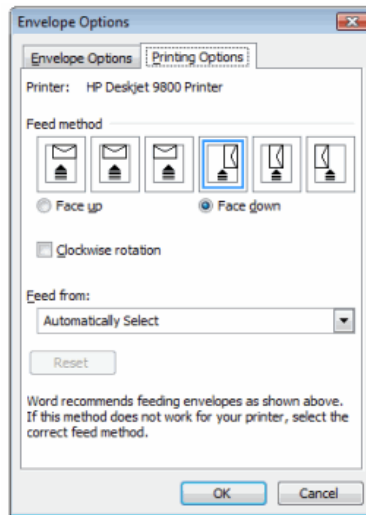 Envelope Options
Envelope Options
Printing Options
Printer: HP Deskjet 9800 Printer
Feed method
Face up
Face down
Clockwise rotation
Feed from:
Automatically Select
Reset
Word recommends feeding envelopes as shown above.
If this method does not work for your printer, select the
correct feed method.
OK
Cancel